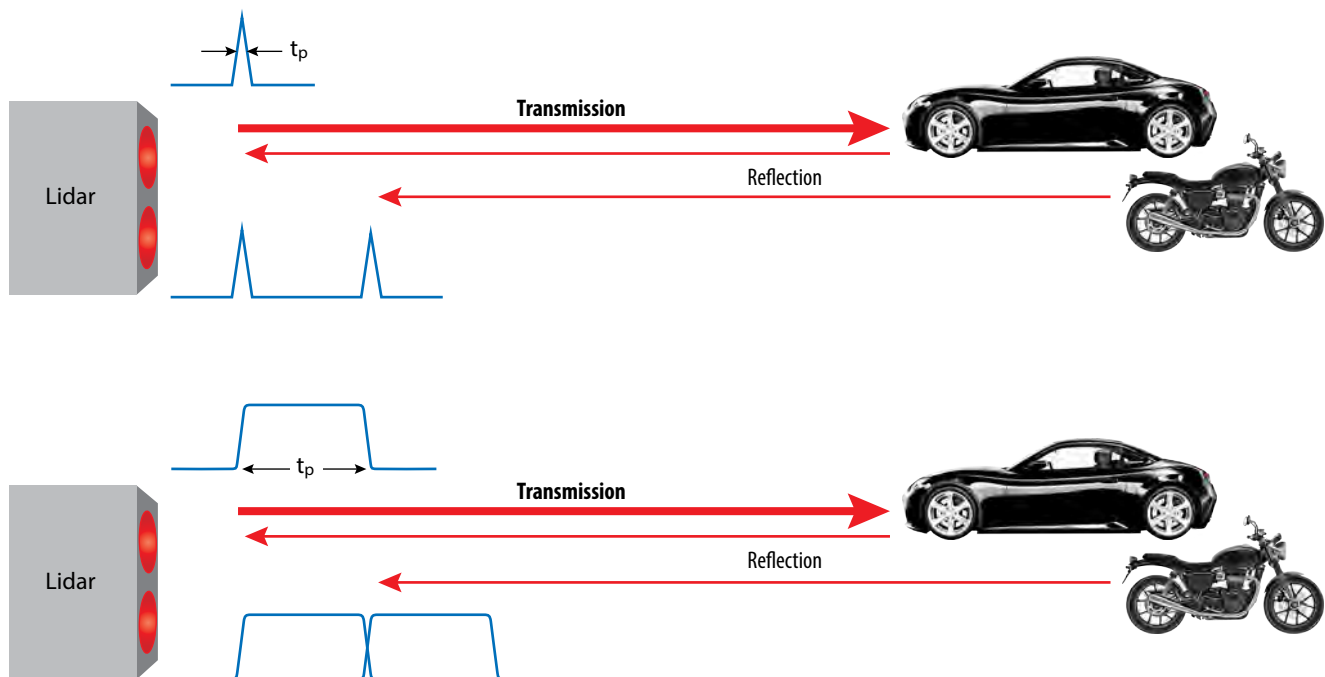 tp
Transmission
Reflection
Lidar
tp
Transmission
Reflection
Lidar